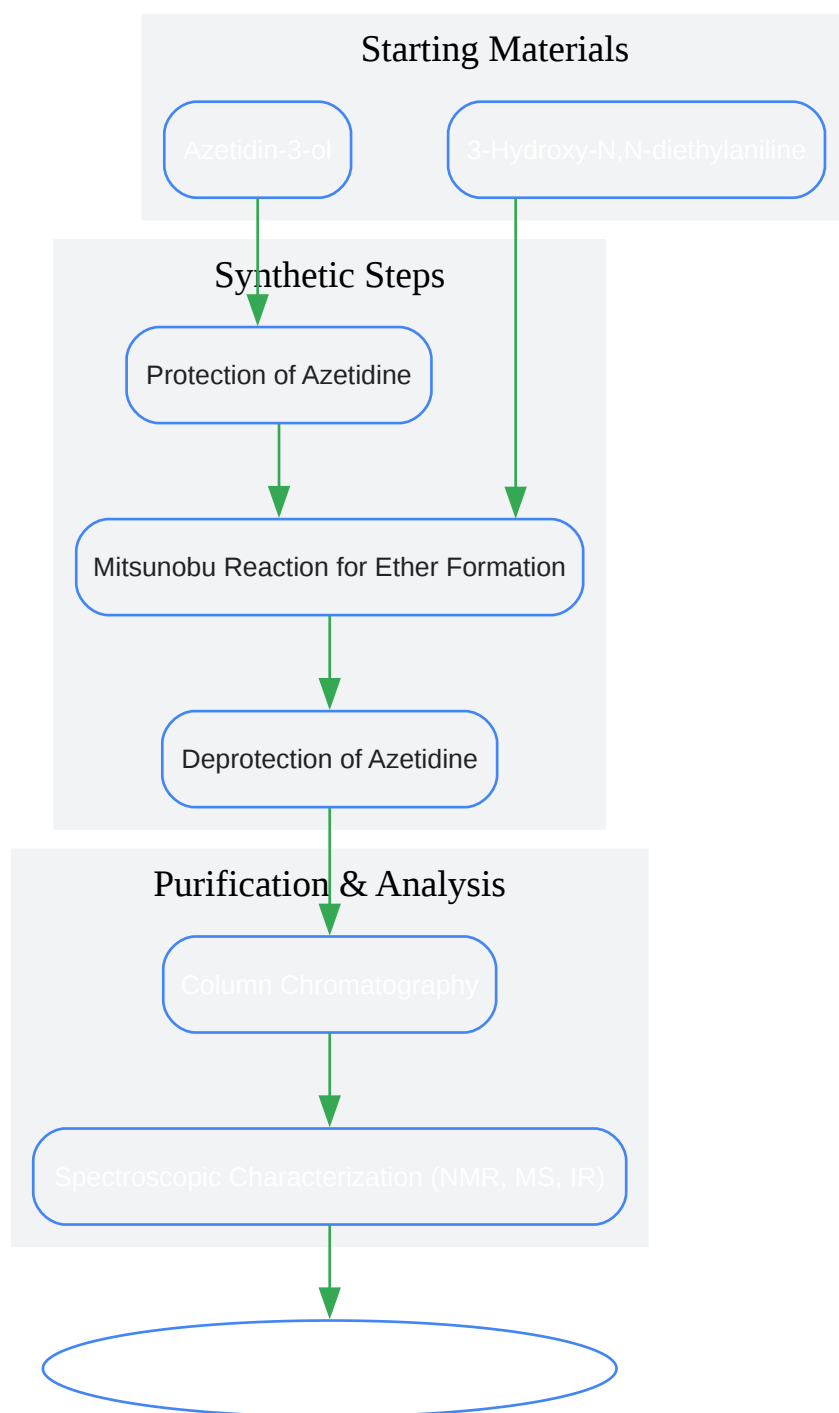 Starting Materials
Azetidin-3-ol
3-Hydroxy-N,N-diethylaniline
Synthetic Steps
Protection of Azetidine
Mitsunobu Reaction for Ether Formation
Deprotection of Azetidine
Purification & Analysis
Column Chromatography
Spectroscopic Characterization (NMR, MS, IR)